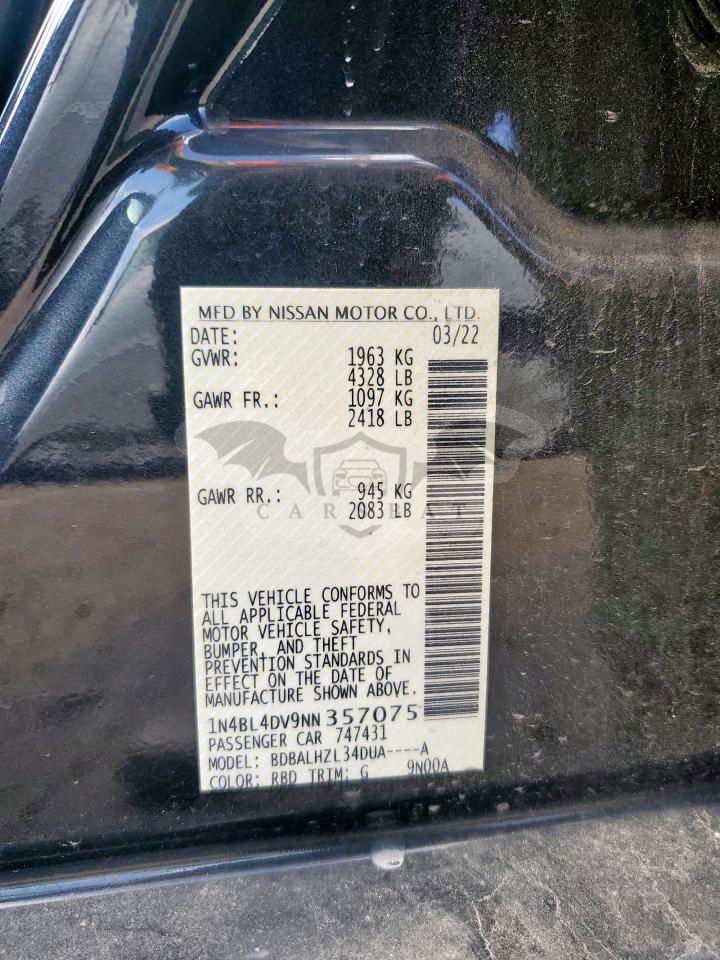 MFD BY NISSAN MOTOR CO., LTD.
DATE: 03/22
GVWR: 1963 KG
4328 LB
GAWR FR.: 1097 KG
2418 LB
GAWR RR.: 945 KG
2083 LB
CAR BAT
THIS VEHICLE CONFORMS TO
ALL APPLICABLE FEDERAL
MOTOR VEHICLE SAFETY,
BUMPER, AND THEFT
PREVENTION STANDARDS IN
EFFECT ON THE DATE OF
MANUFACTURE SHOWN ABOVE.
1N4BL4DV9NN357075
PASSENGER CAR 747431
MODEL: BDBALHZL34DUA----A
COLOR: RBD TRIM: G 9N00A